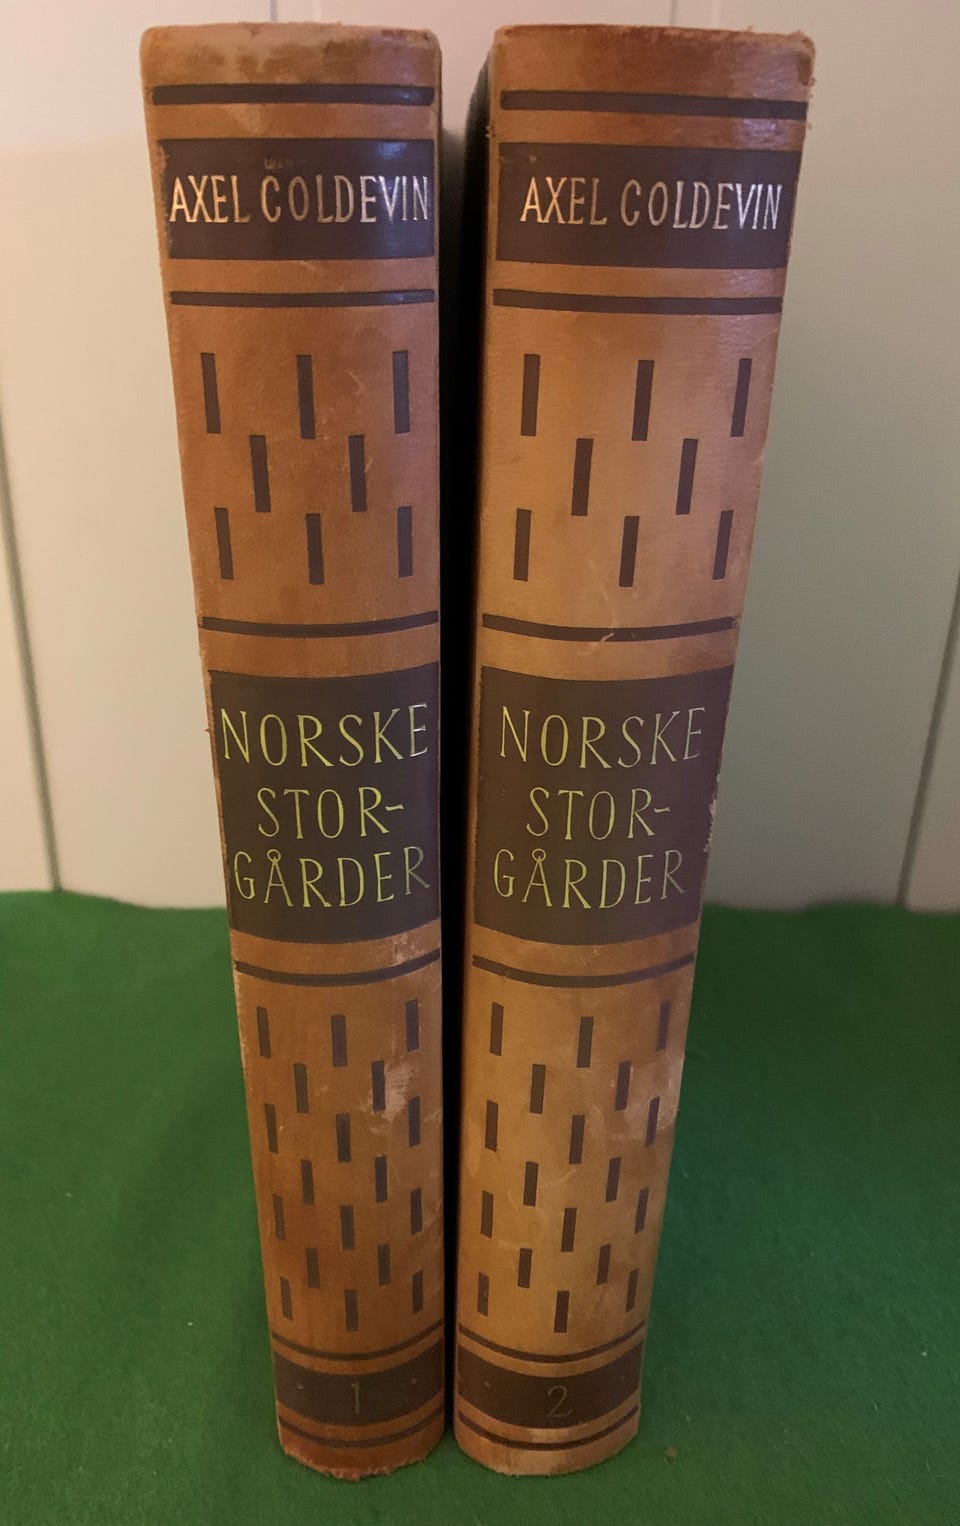 AXEL COLDEVIN
NORSKE
STOR-
GÅRDER
1
AXEL COLDEVIN
NORSKE
STOR-
GÅRDER
2